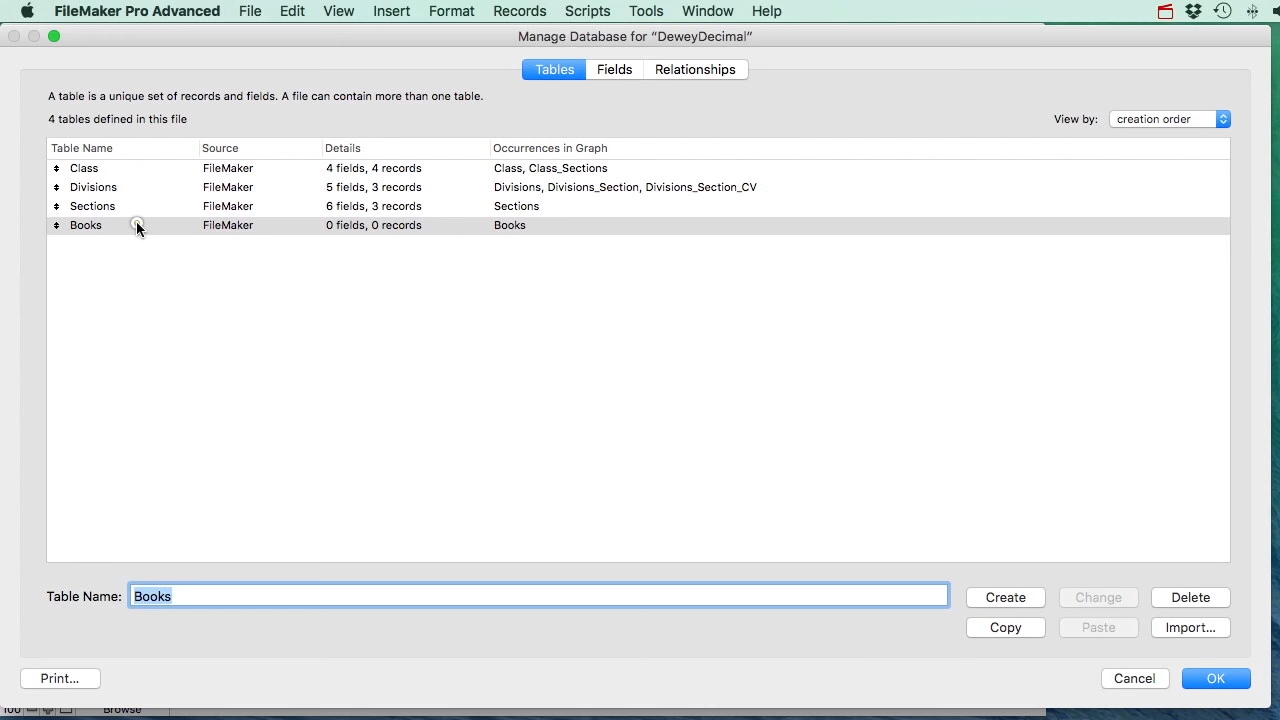 FileMaker Pro Advanced File Edit View Insert Format Records Scripts Tools Window Help
Manage Database for “DeweyDecimal”
Tables Fields Relationships
A table is a unique set of records and fields. A file can contain more than one table.
4 tables defined in this file View by: creation order
Table Name Source Details Occurrences in Graph
Class FileMaker 4 fields, 4 records Class, Class_Sections
Divisions FileMaker 5 fields, 3 records Divisions, Divisions_Section, Divisions_Section_CV
Sections FileMaker 6 fields, 3 records Sections
Books FileMaker 0 fields, 0 records Books
Table Name: Books Create Change Delete
Copy Paste Import...
Print... Cancel OK
100 Browse